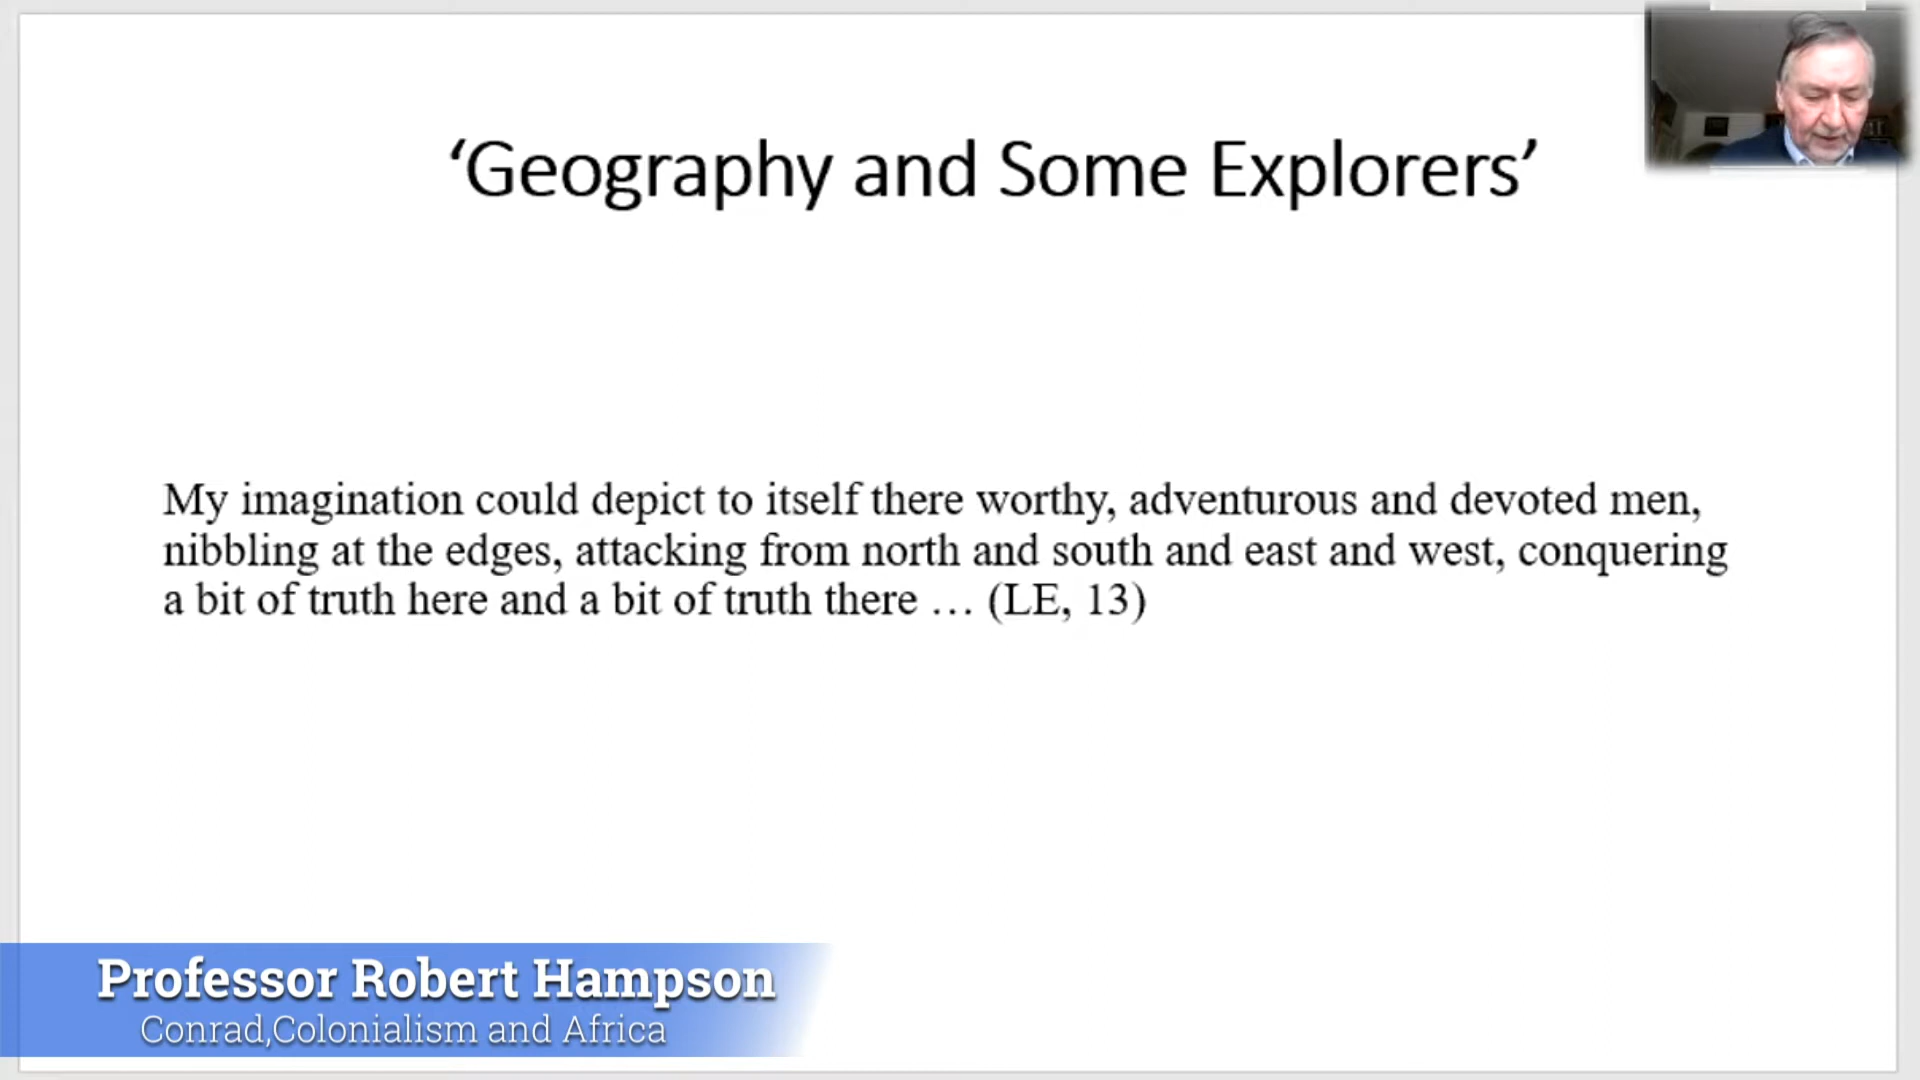 ‘Geography and Some Explorers’
My imagination could depict to itself there worthy, adventurous and devoted men,
nibbling at the edges, attacking from north and south and east and west, conquering
a bit of truth here and a bit of truth there … (LE, 13)
Professor Robert Hampson
Conrad,Colonialism and Africa